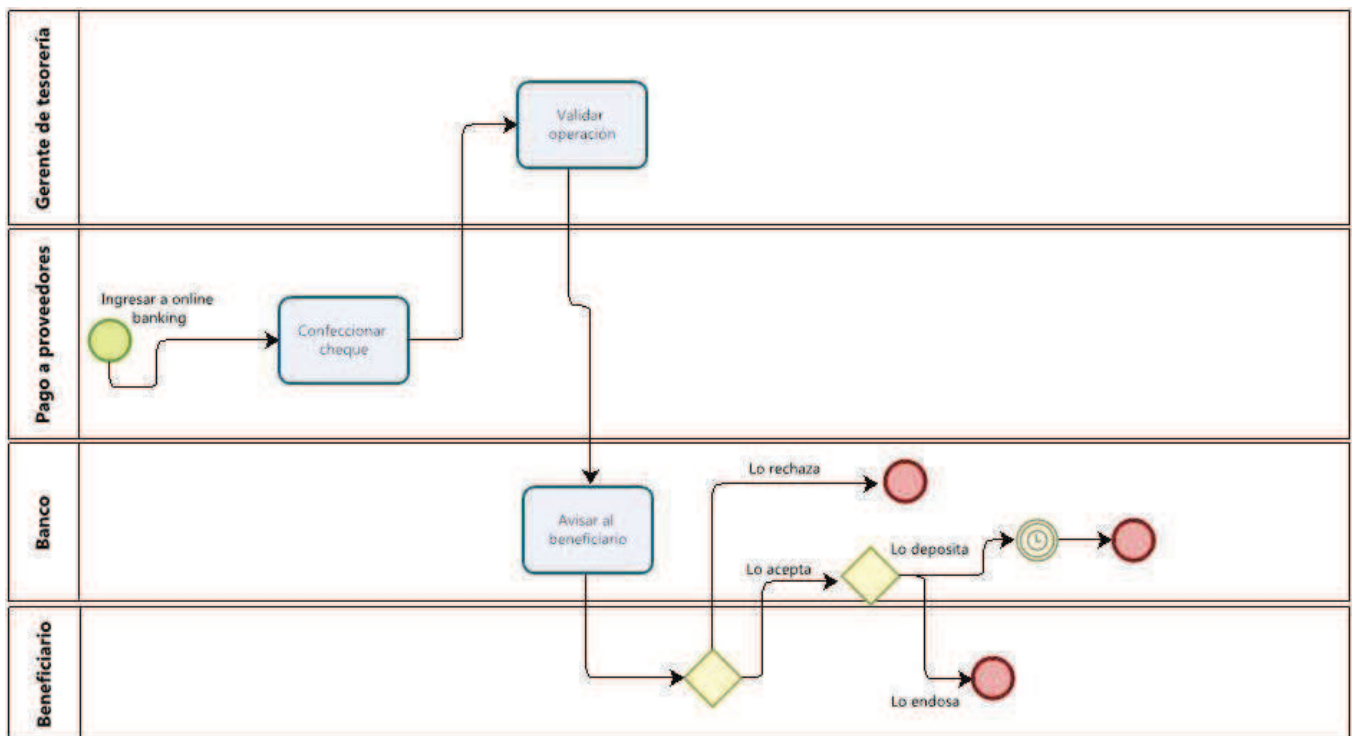 Gerente de tesorería
Validar
operación
Pago a proveedores
Ingresar a online
banking
Confeccionar
cheque
Banco
Avisar al
beneficiario
Lo rechaza
Lo acepta
Lo deposita
Beneficiario
Lo endosa